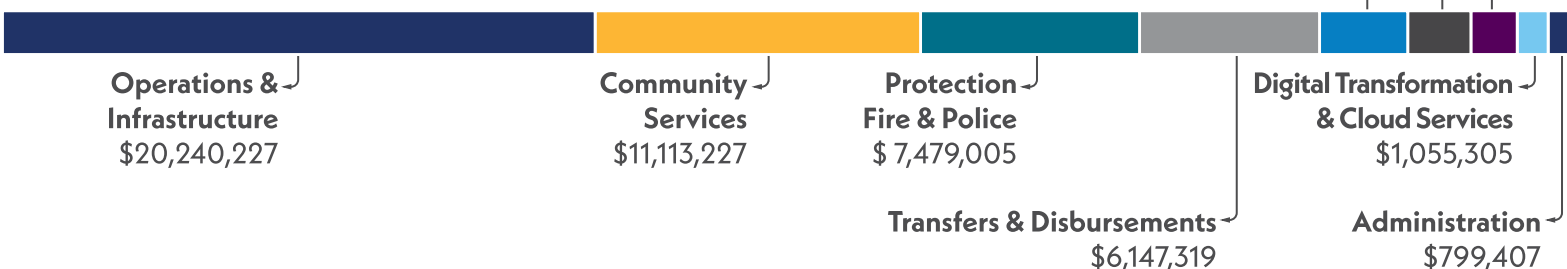 Operations &
Infrastructure
$20,240,227
Community
Services
$11,113,227
Protection
Fire & Police
$ 7,479,005
Digital Transformation
& Cloud Services
$1,055,305
Transfers & Disbursements
$6,147,319
Administration
$799,407